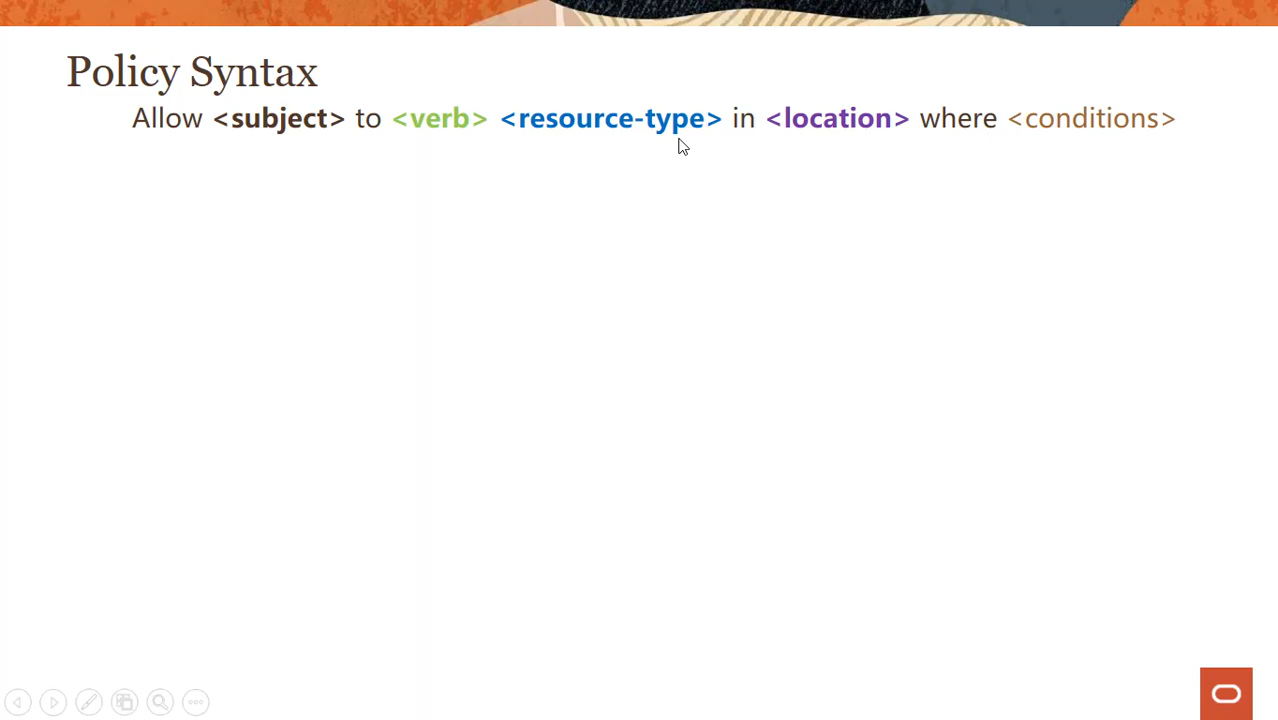 Policy Syntax
Allow <subject> to <verb> <resource-type> in <location> where <conditions>